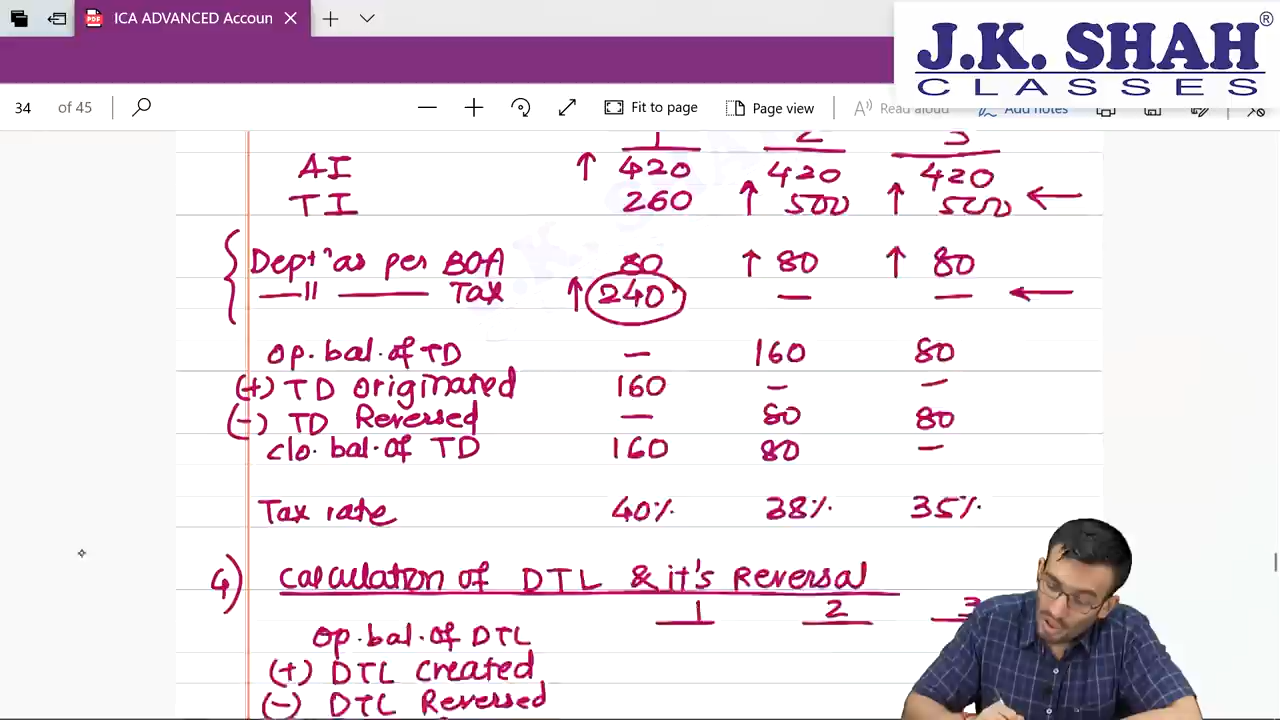 ICA ADVANCED Accoun
J.K. SHAH®
CLASSES
34 of 45
Fit to page
Page view
Read aloud
Add notes
1 2 3
AI ↑ 420 420 420
TI 260 ↑ 500 ↑ 500 ←
Deptⁿ as per BOA 80 ↑ 80 ↑ 80
—11— —— Tax ↑ 240 — — ←
op. bal. of TD — 160 80
(+) TD originated 160 - —
(-) TD Reversed — 80 80
clo. bal. of TD 160 80 —
Tax rate 40% 38% 35%
4) Calculation of DTL & it's Reversal
1 2 3
op. bal. of DTL
(+) DTL Created
(-) DTL Reversed